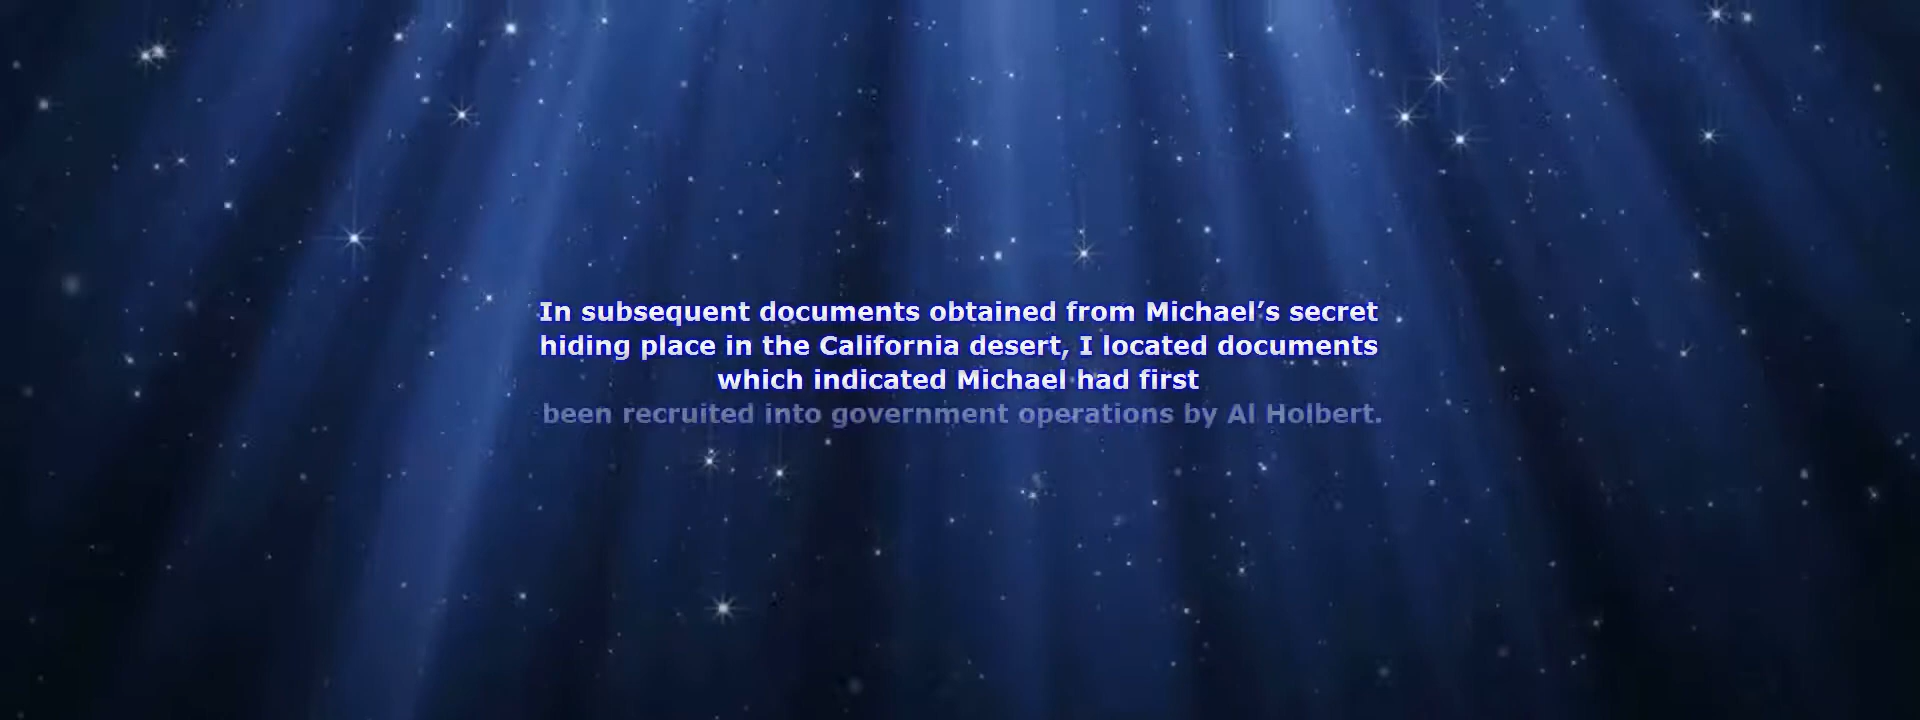 In subsequent documents obtained from Michael’s secret
hiding place in the California desert, I located documents
which indicated Michael had first
been recruited into government operations by Al Holbert.